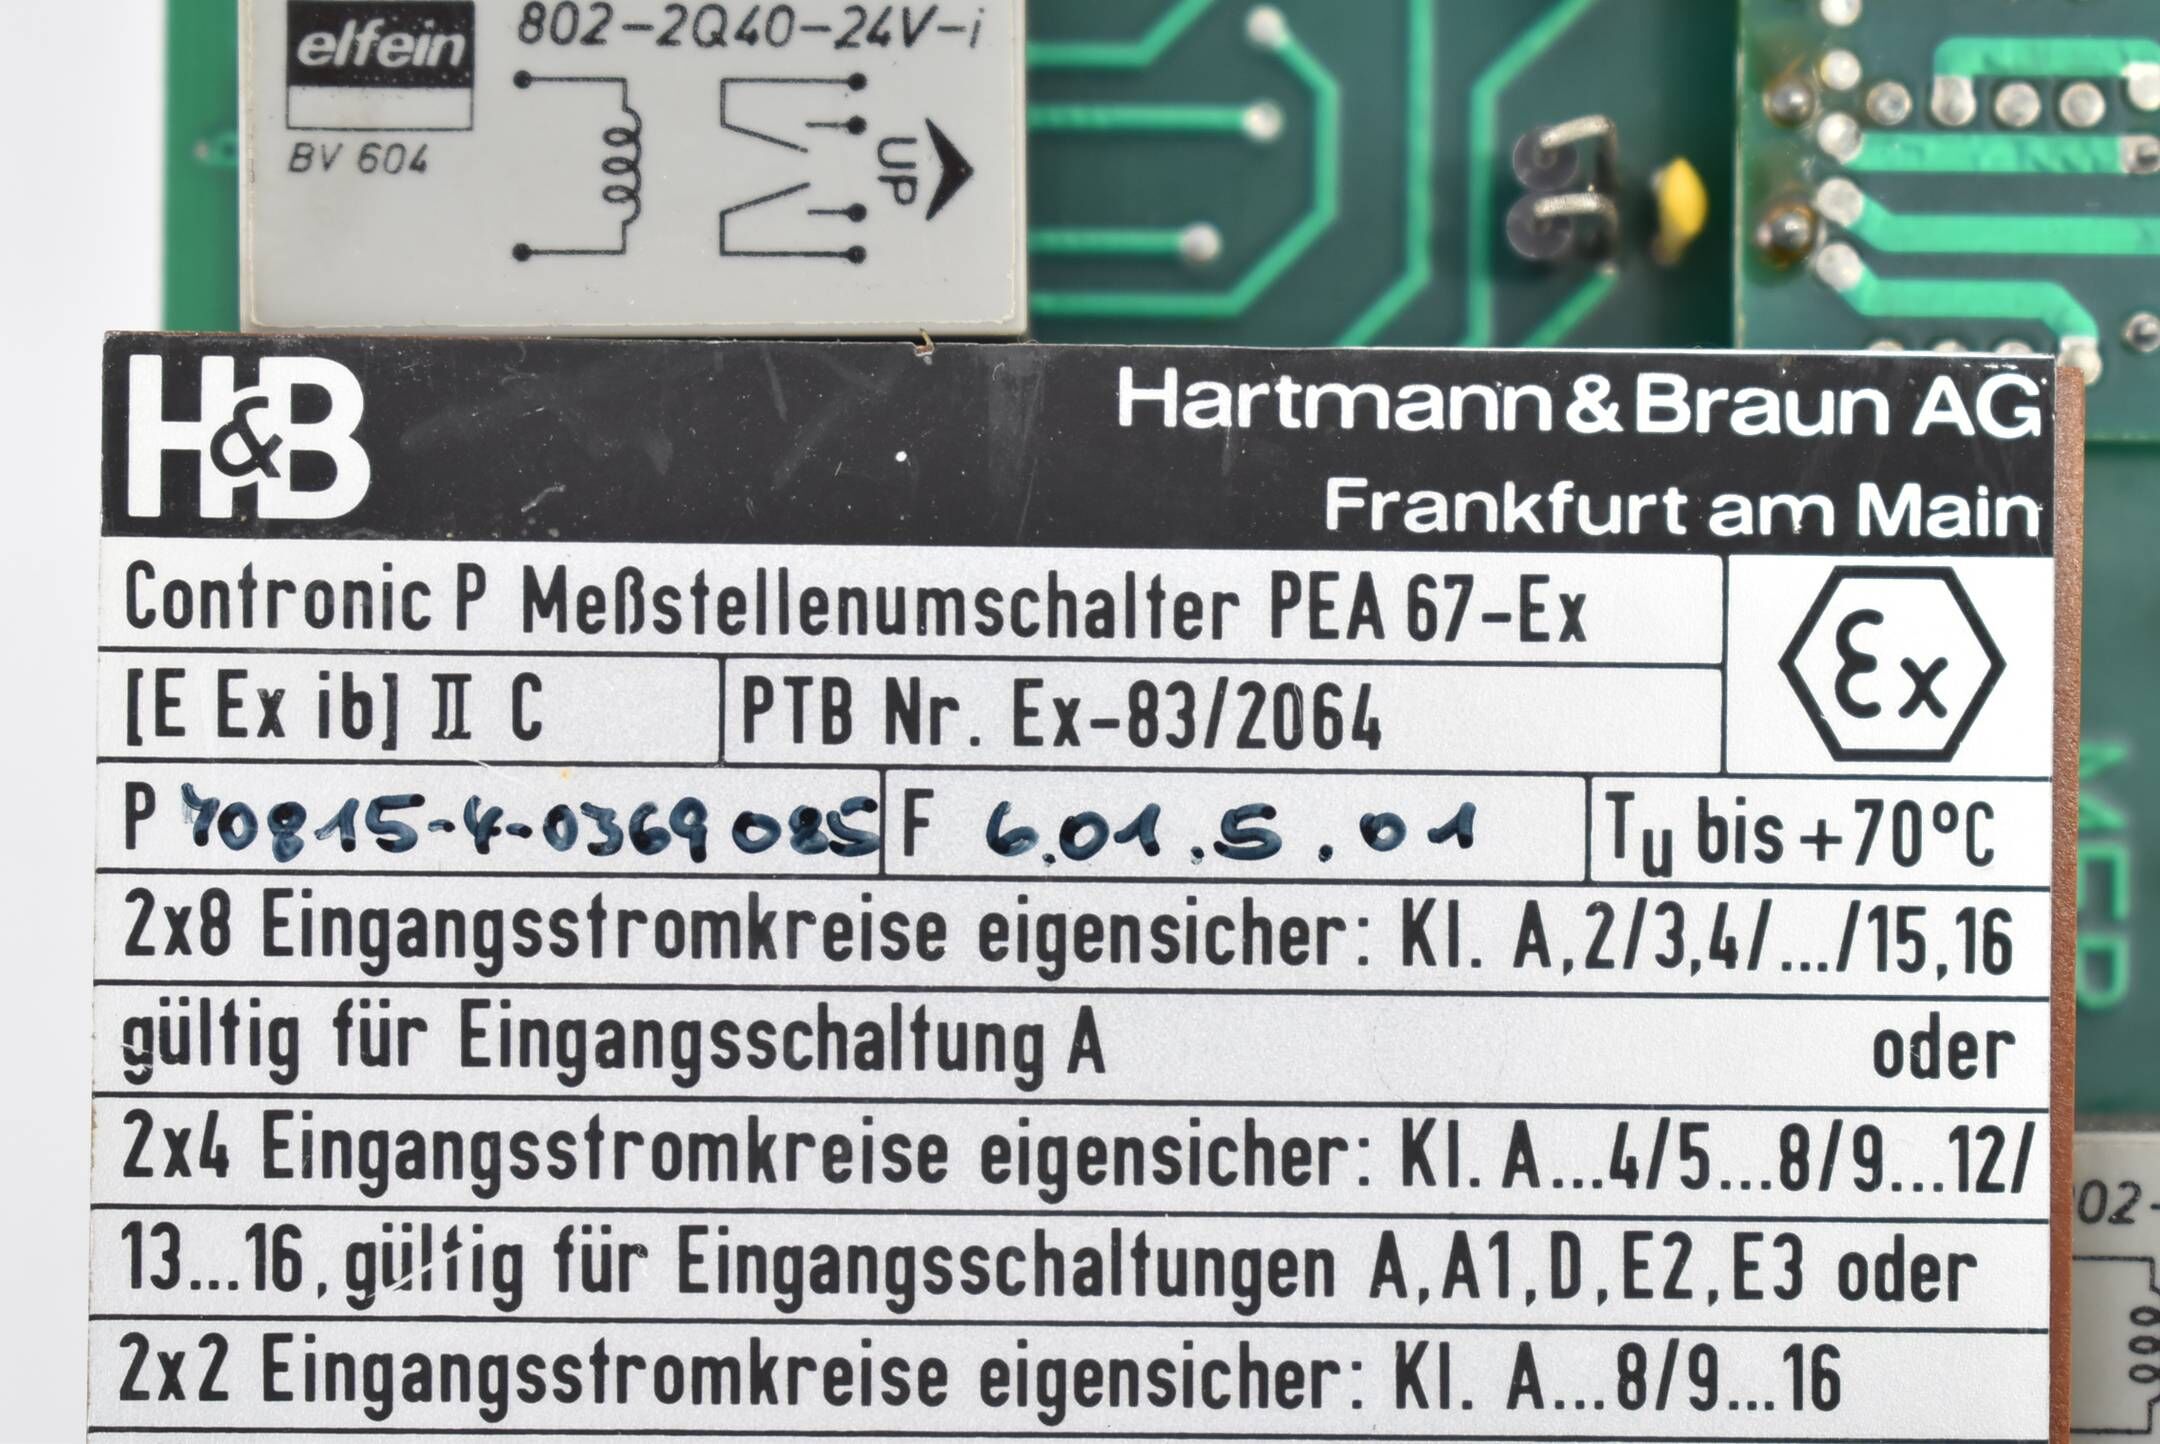 elfein
802-2Q40-24V-i
BV 604
UP
H&B
Hartmann & Braun AG
Frankfurt am Main
Contronic P Meßstellenumschalter PEA 67-Ex
Ex
[E Ex ib] II C
PTB Nr. Ex-83/2064
P 70815-4-0369085
F 6.01.5.01
Tu bis +70°C
2x8 Eingangsstromkreise eigensicher: Kl. A,2/3,4/.../15,16
gültig für Eingangsschaltung A oder
2x4 Eingangsstromkreise eigensicher: Kl. A...4/5...8/9...12/
13...16, gültig für Eingangsschaltungen A,A1,D,E2,E3 oder
2x2 Eingangsstromkreise eigensicher: Kl. A...8/9...16